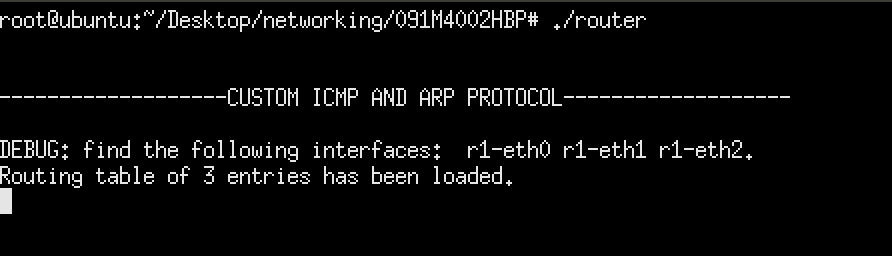 root@ubuntu:~/Desktop/networking/091M4002HBP# ./router
-------------------CUSTOM ICMP AND ARP PROTOCOL-------------------
DEBUG: find the following interfaces:  r1-eth0 r1-eth1 r1-eth2.
Routing table of 3 entries has been loaded.